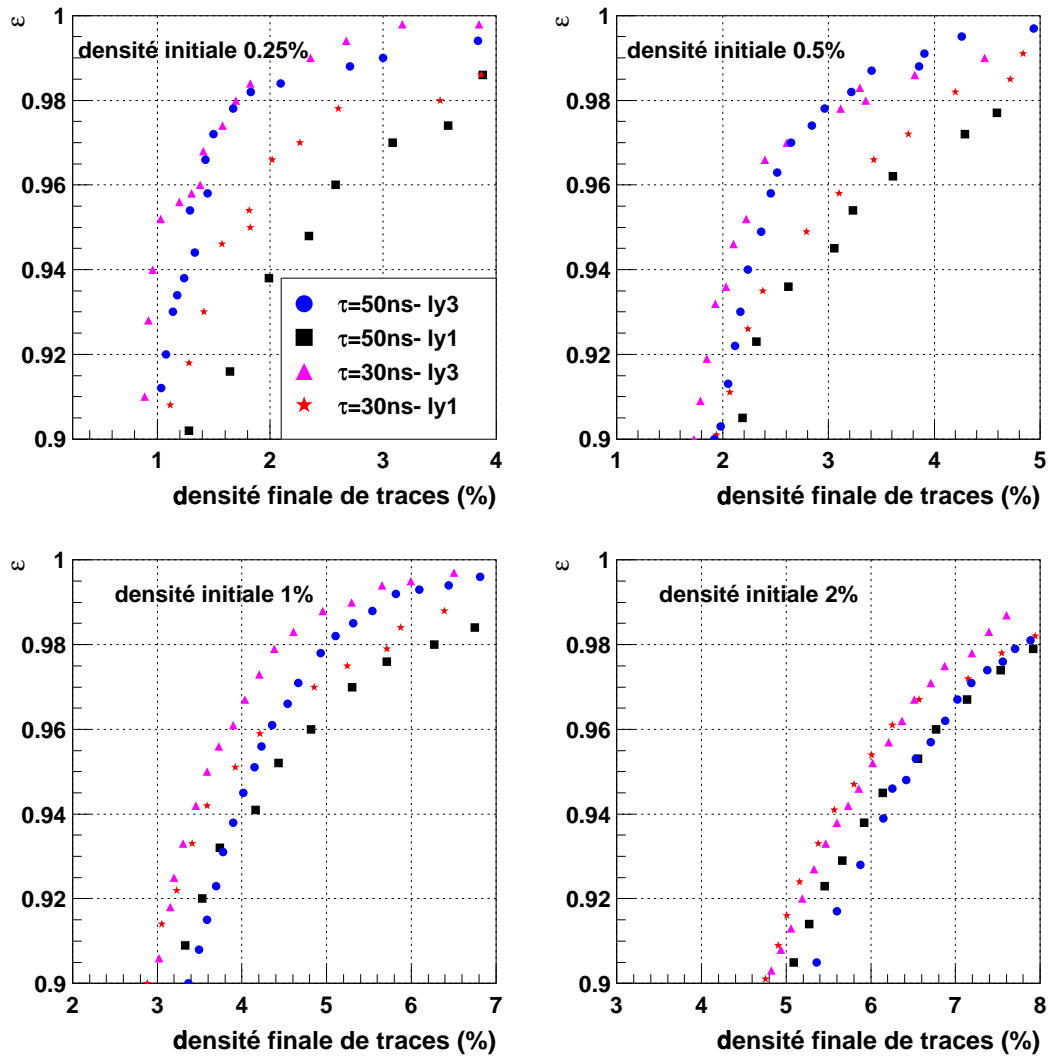 ε
1
densité initiale 0.25%
0.98
0.96
0.94
0.92
0.9
τ=50ns- ly3
τ=50ns- ly1
τ=30ns- ly3
τ=30ns- ly1
1 2 3 4
densité finale de traces (%)
ε
1
densité initiale 0.5%
0.98
0.96
0.94
0.92
0.9
1 2 3 4 5
densité finale de traces (%)
ε
1
densité initiale 1%
0.98
0.96
0.94
0.92
0.9
2 3 4 5 6 7
densité finale de traces (%)
ε
1
densité initiale 2%
0.98
0.96
0.94
0.92
0.9
3 4 5 6 7 8
densité finale de traces (%)